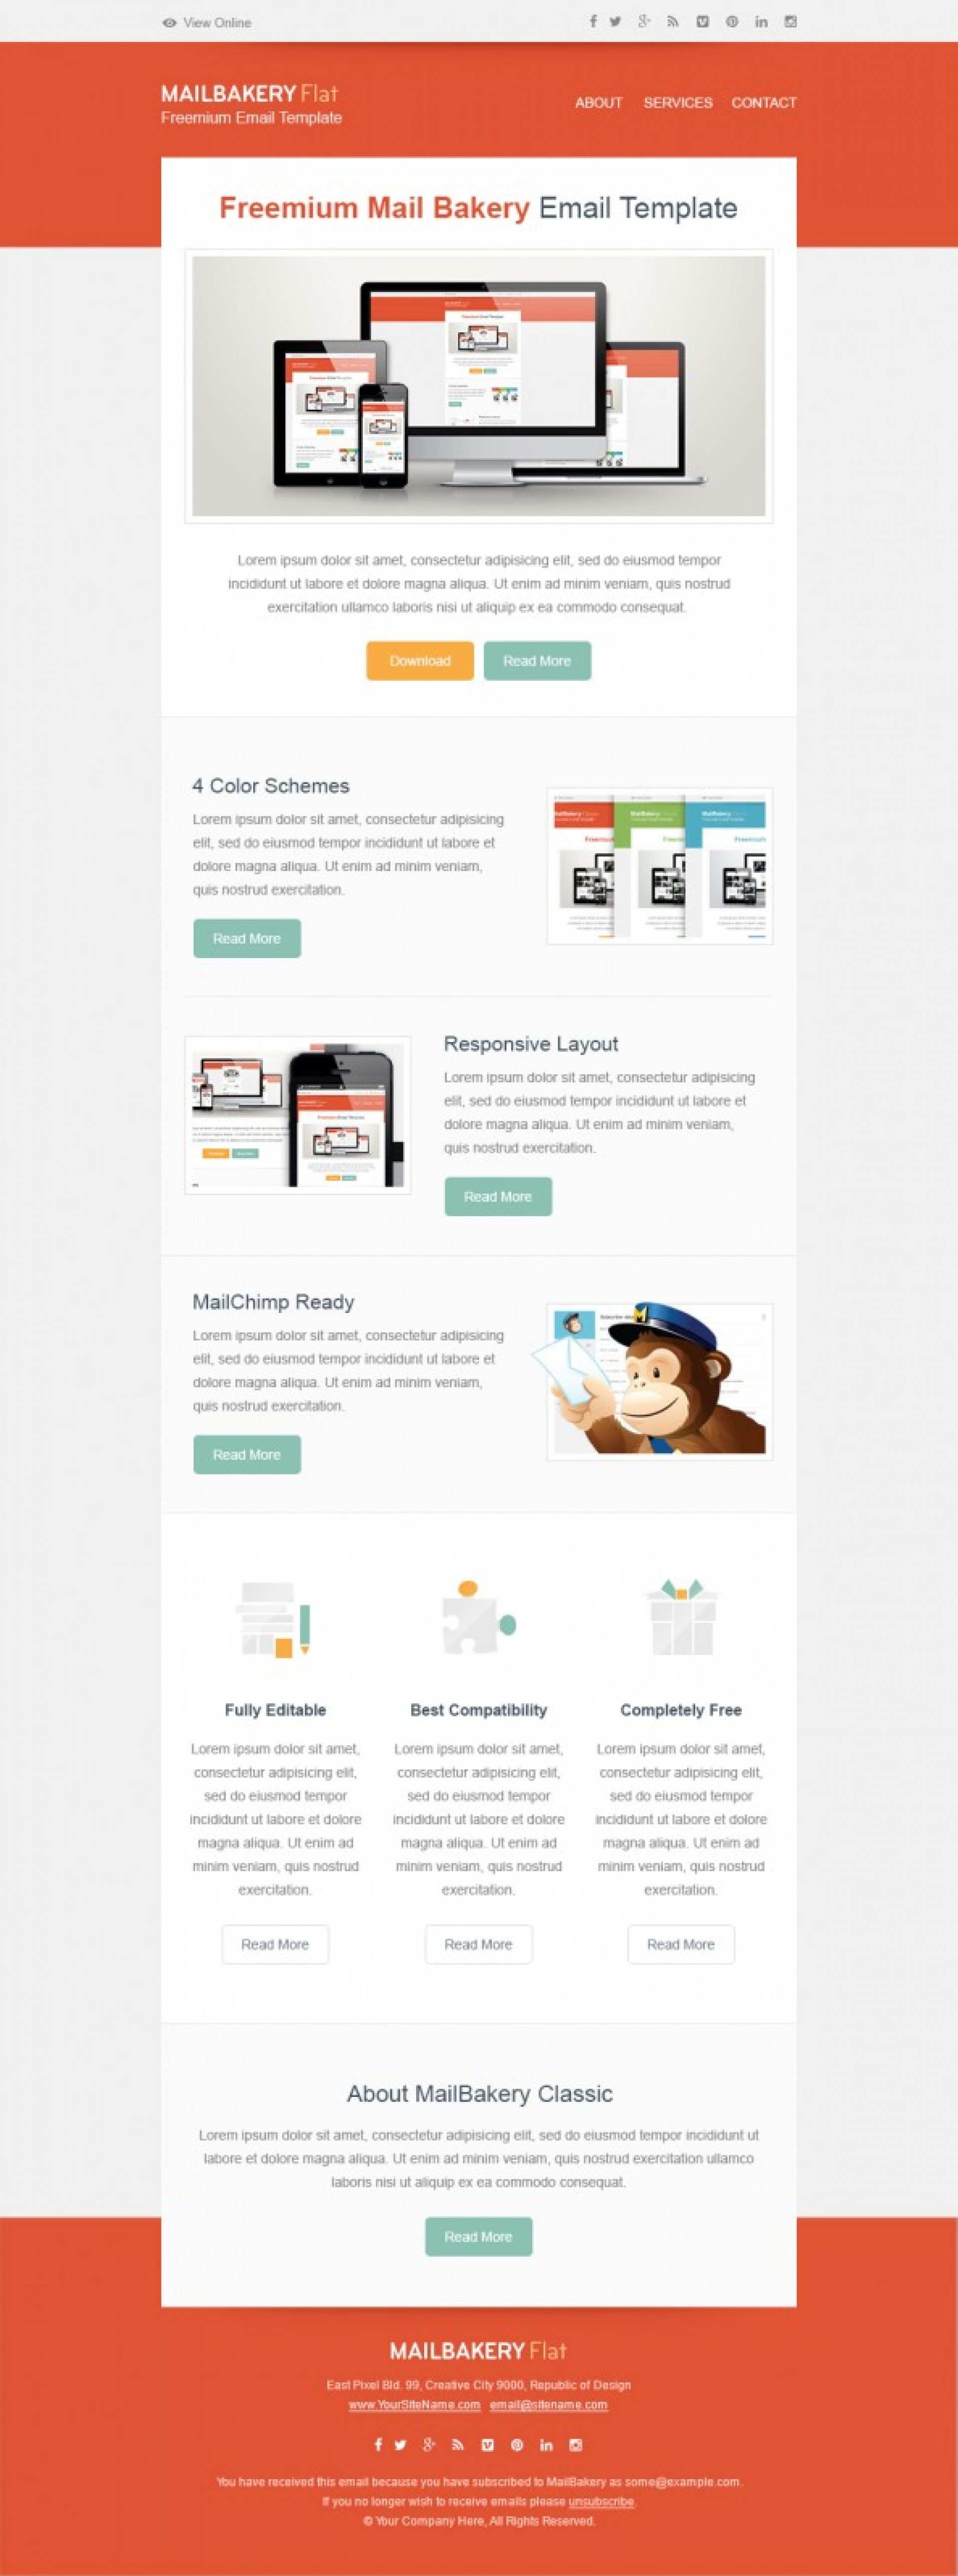 View Online
MAILBAKERY Flat
Freemium Email Template
ABOUT SERVICES CONTACT
Freemium Mail Bakery Email Template
Lorem ipsum dolor sit amet, consectetur adipisicing elit, sed do eiusmod tempor
incididunt ut labore et dolore magna aliqua. Ut enim ad minim veniam, quis nostrud
exercitation ullamco laboris nisi ut aliquip ex ea commodo consequat.
Download Read More
4 Color Schemes
Lorem ipsum dolor sit amet, consectetur adipisicing
elit, sed do eiusmod tempor incididunt ut labore et
dolore magna aliqua. Ut enim ad minim veniam,
quis nostrud exercitation.
Read More
Responsive Layout
Lorem ipsum dolor sit amet, consectetur adipisicing
elit, sed do eiusmod tempor incididunt ut labore et
dolore magna aliqua. Ut enim ad minim veniam,
quis nostrud exercitation.
Read More
MailChimp Ready
Lorem ipsum dolor sit amet, consectetur adipisicing
elit, sed do eiusmod tempor incididunt ut labore et
dolore magna aliqua. Ut enim ad minim veniam,
quis nostrud exercitation.
Read More
Fully Editable
Lorem ipsum dolor sit amet,
consectetur adipisicing elit,
sed do eiusmod tempor
incididunt ut labore et dolore
magna aliqua. Ut enim ad
minim veniam, quis nostrud
exercitation.
Read More
Best Compatibility
Lorem ipsum dolor sit amet,
consectetur adipisicing elit,
sed do eiusmod tempor
incididunt ut labore et dolore
magna aliqua. Ut enim ad
minim veniam, quis nostrud
exercitation.
Read More
Completely Free
Lorem ipsum dolor sit amet,
consectetur adipisicing elit,
sed do eiusmod tempor
incididunt ut labore et dolore
magna aliqua. Ut enim ad
minim veniam, quis nostrud
exercitation.
Read More
About MailBakery Classic
Lorem ipsum dolor sit amet, consectetur adipisicing elit, sed do eiusmod tempor incididunt ut
labore et dolore magna aliqua. Ut enim ad minim veniam, quis nostrud exercitation ullamco
laboris nisi ut aliquip ex ea commodo consequat.
Read More
MAILBAKERY Flat
East Pixel Bld. 99, Creative City 9000, Republic of Design
www.YourSiteName.com email@sitename.com
You have received this email because you have subscribed to MailBakery as some@example.com.
If you no longer wish to receive emails please unsubscribe.
© Your Company Here, All Rights Reserved.